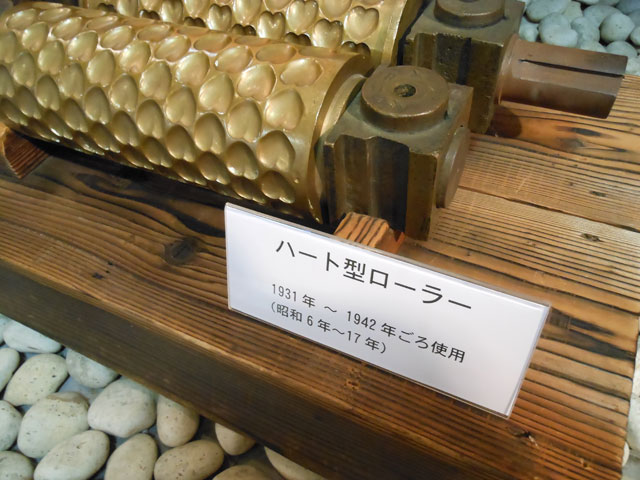 ハート型ローラー
1931年 ～ 1942年ごろ使用
（昭和6年～17年）